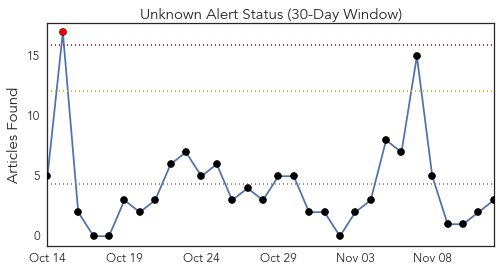 Unknown Alert Status (30-Day Window)
Articles Found
15
10
5
0
Oct 14
Oct 19
Oct 24
Oct 29
Nov 03
Nov 08